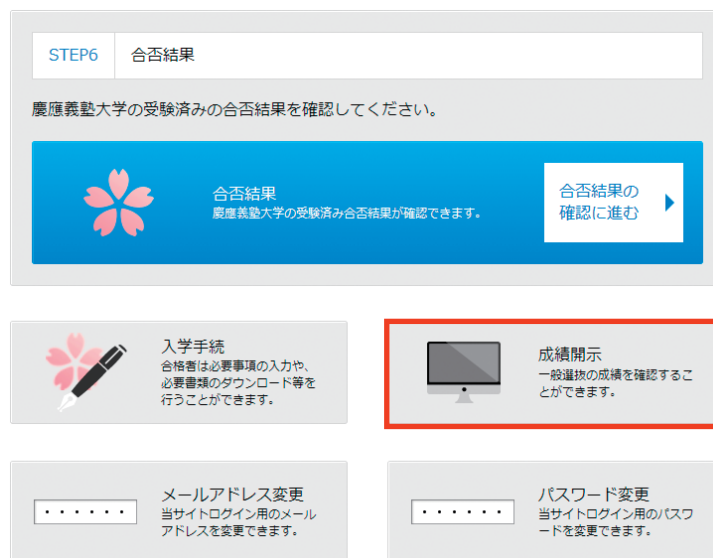 STEP6 合否結果
慶應義塾大学の受験済みの合否結果を確認してください。
合否結果
慶應義塾大学の受験済み合否結果が確認できます。
合否結果の
確認に進む
入学手続
合格者は必要事項の入力や、
必要書類のダウンロード等を
行うことができます。
成績開示
一般選抜の成績を確認するこ
とができます。
メールアドレス変更
当サイトログイン用のメール
アドレスを変更できます。
パスワード変更
当サイトログイン用のパスワ
ードを変更できます。